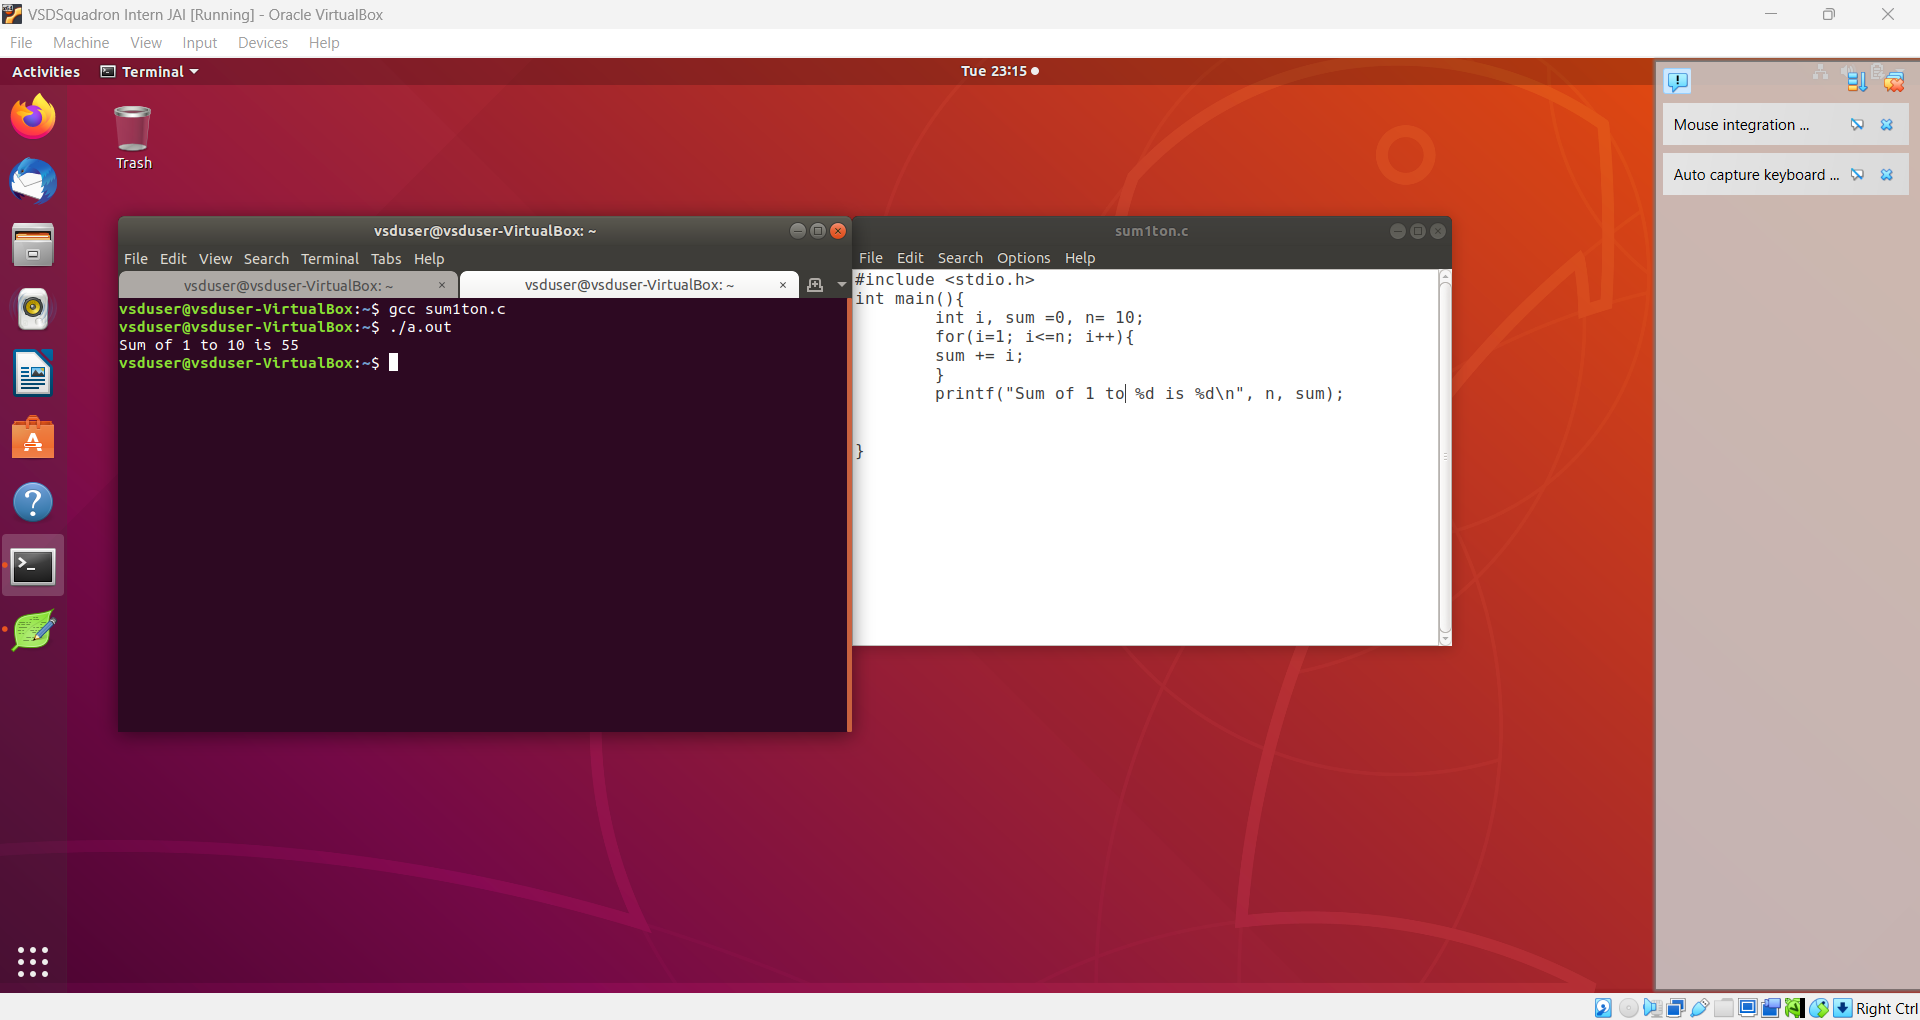 VSDSquadron Intern JAI [Running] - Oracle VirtualBox
File Machine View Input Devices Help
Activities Terminal Tue 23:15
Trash
Mouse integration ...
Auto capture keyboard ...
vsduser@vsduser-VirtualBox: ~
File Edit View Search Terminal Tabs Help
vsduser@vsduser-VirtualBox: ~ vsduser@vsduser-VirtualBox: ~
vsduser@vsduser-VirtualBox:~$ gcc sum1ton.c
vsduser@vsduser-VirtualBox:~$ ./a.out
Sum of 1 to 10 is 55
vsduser@vsduser-VirtualBox:~$
sum1ton.c
File Edit Search Options Help
#include <stdio.h>
int main(){
int i, sum =0, n= 10;
for(i=1; i<=n; i++){
sum += i;
}
printf("Sum of 1 to %d is %d\n", n, sum);
}
Right Ctrl